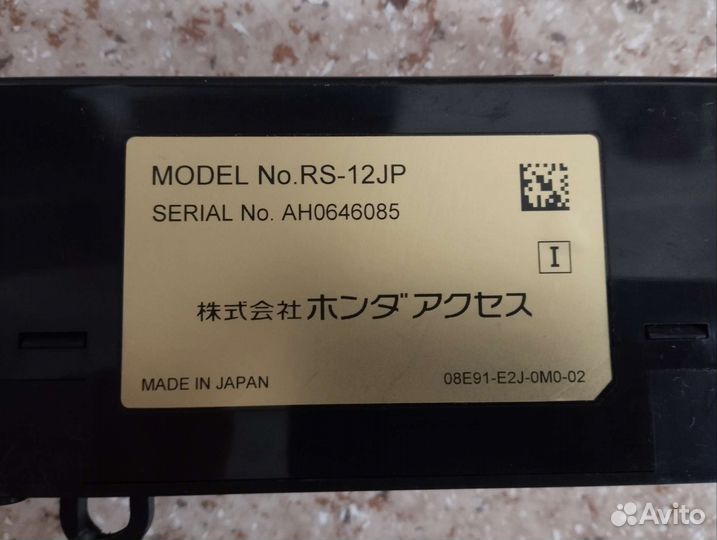 MODEL No.RS-12JP
SERIAL No. AH0646085
I
株式会社ホンダアクセス
MADE IN JAPAN 08E91-E2J-0M0-02
Avito